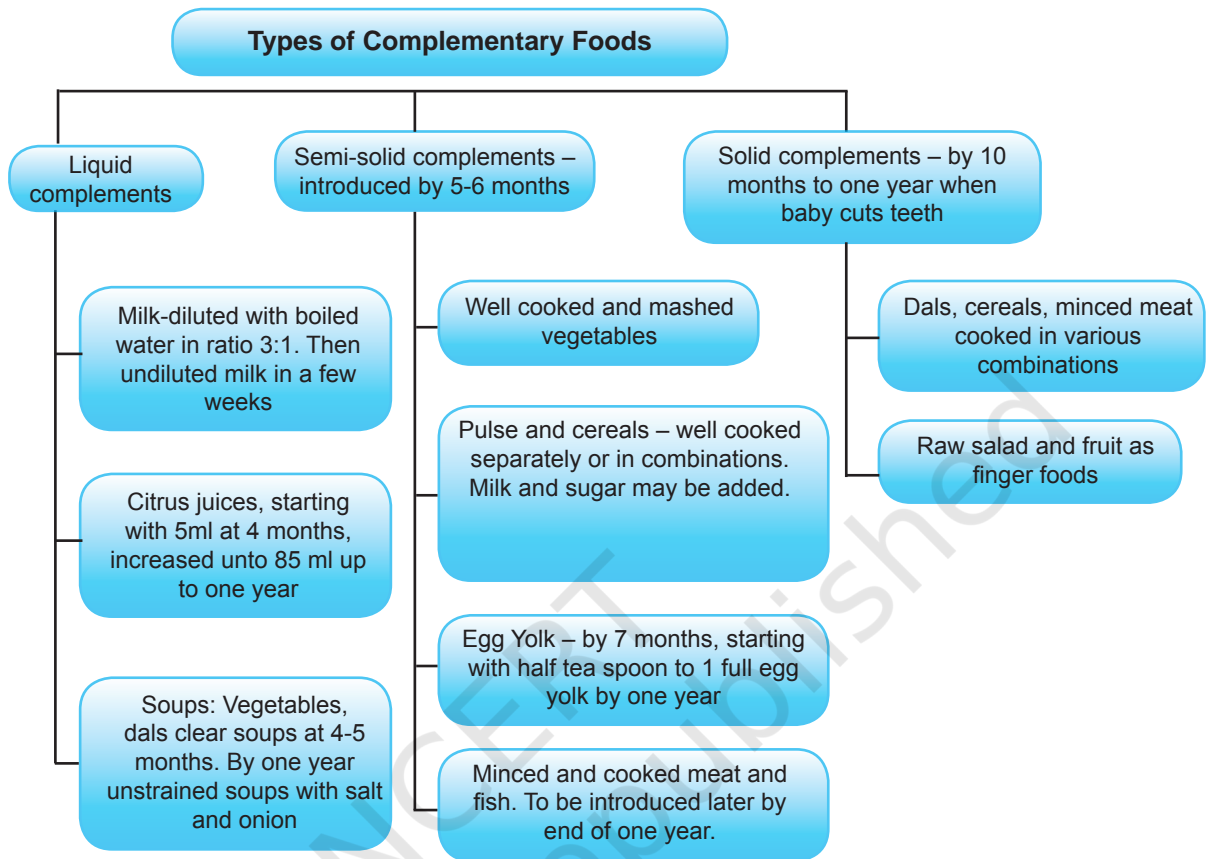 Types of Complementary Foods
Liquid
complements
Semi-solid complements –
introduced by 5-6 months
Solid complements – by 10
months to one year when
baby cuts teeth
Milk-diluted with boiled
water in ratio 3:1. Then
undiluted milk in a few
weeks
Citrus juices, starting
with 5ml at 4 months,
increased unto 85 ml up
to one year
Soups: Vegetables,
dals clear soups at 4-5
months. By one year
unstrained soups with salt
and onion
Well cooked and mashed
vegetables
Pulse and cereals – well cooked
separately or in combinations.
Milk and sugar may be added.
Egg Yolk – by 7 months, starting
with half tea spoon to 1 full egg
yolk by one year
Minced and cooked meat and
fish. To be introduced later by
end of one year.
Dals, cereals, minced meat
cooked in various
combinations
Raw salad and fruit as
finger foods
NCERT
published